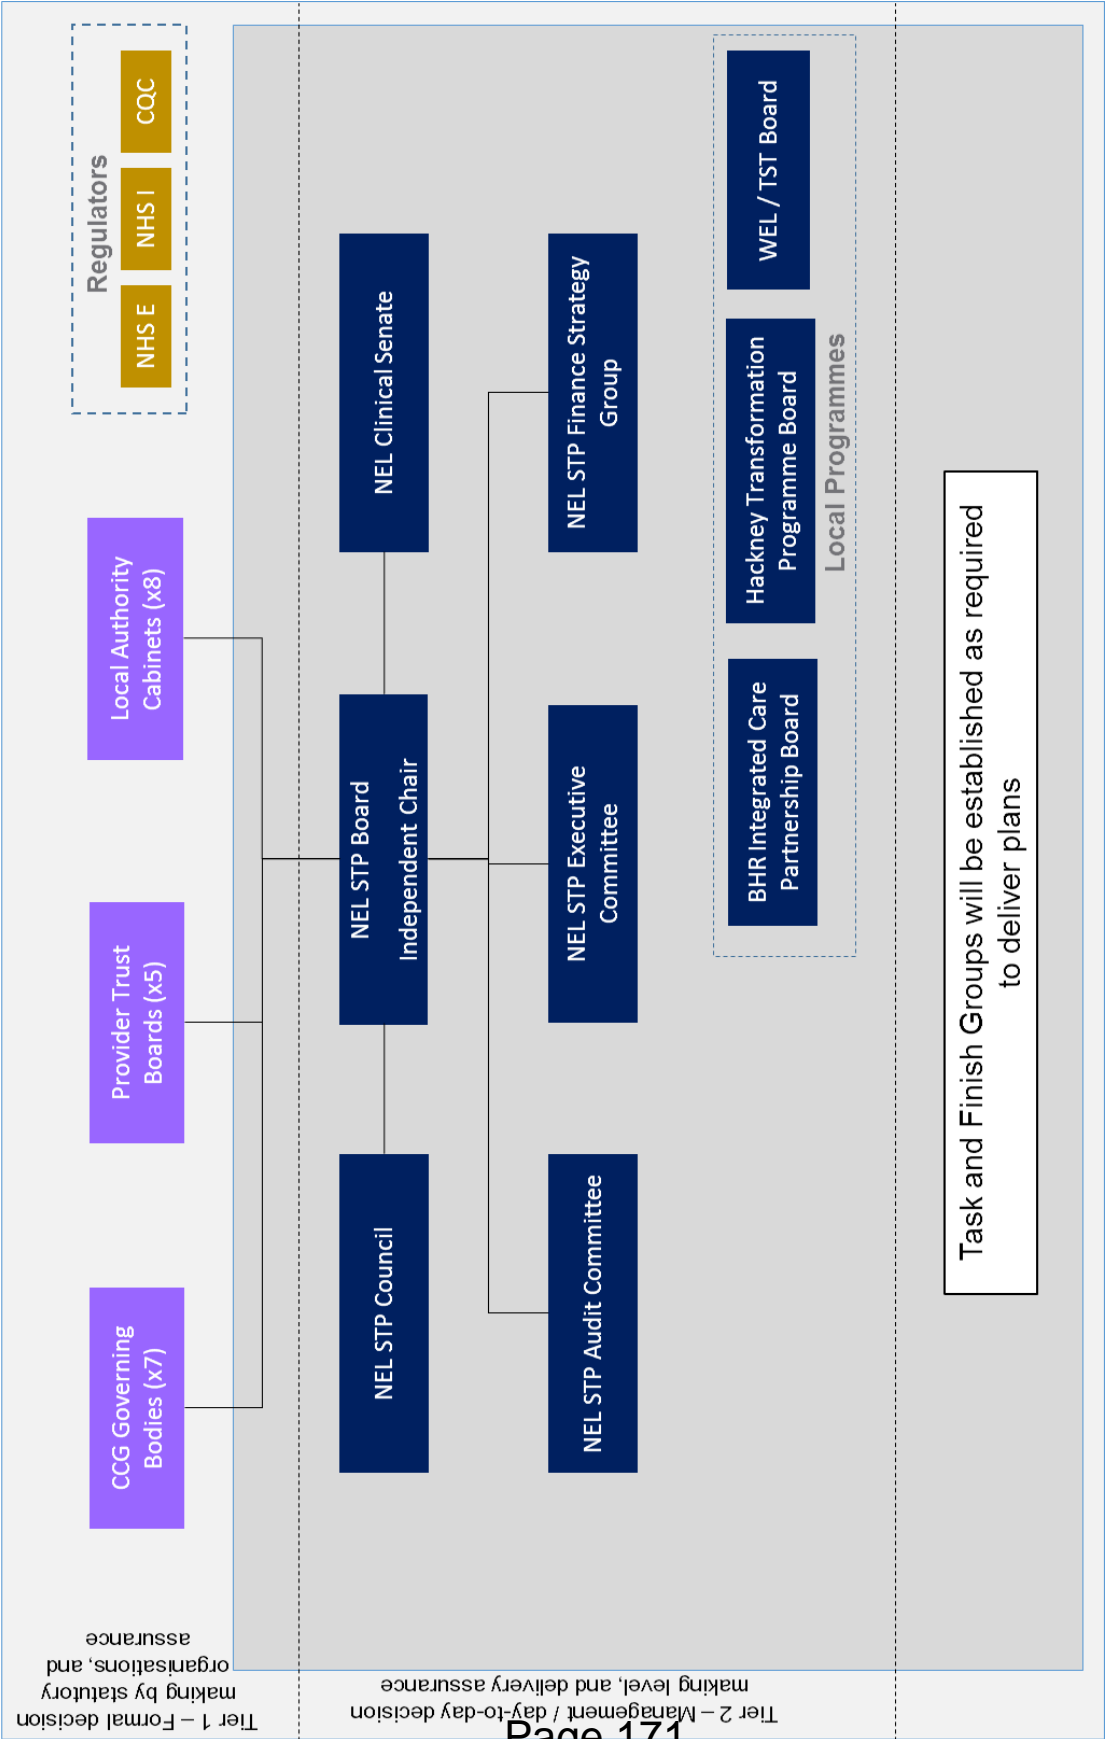 Tier 1 – Formal decision
making by statutory
organisations, and
assurance
CCG Governing
Bodies (x7)
Provider Trust
Boards (x5)
Local Authority
Cabinets (x8)
Regulators
NHS E
NHS I
CQC
Tier 2 – Management / day-to-day decision
making level, and delivery assurance
NEL STP Council
NEL STP Board
Independent Chair
NEL Clinical Senate
NEL STP Audit Committee
NEL STP Executive
Committee
NEL STP Finance Strategy
Group
BHR Integrated Care
Partnership Board
Hackney Transformation
Programme Board
WEL / TST Board
Local Programmes
Task and Finish Groups will be established as required
to deliver plans
Page 171